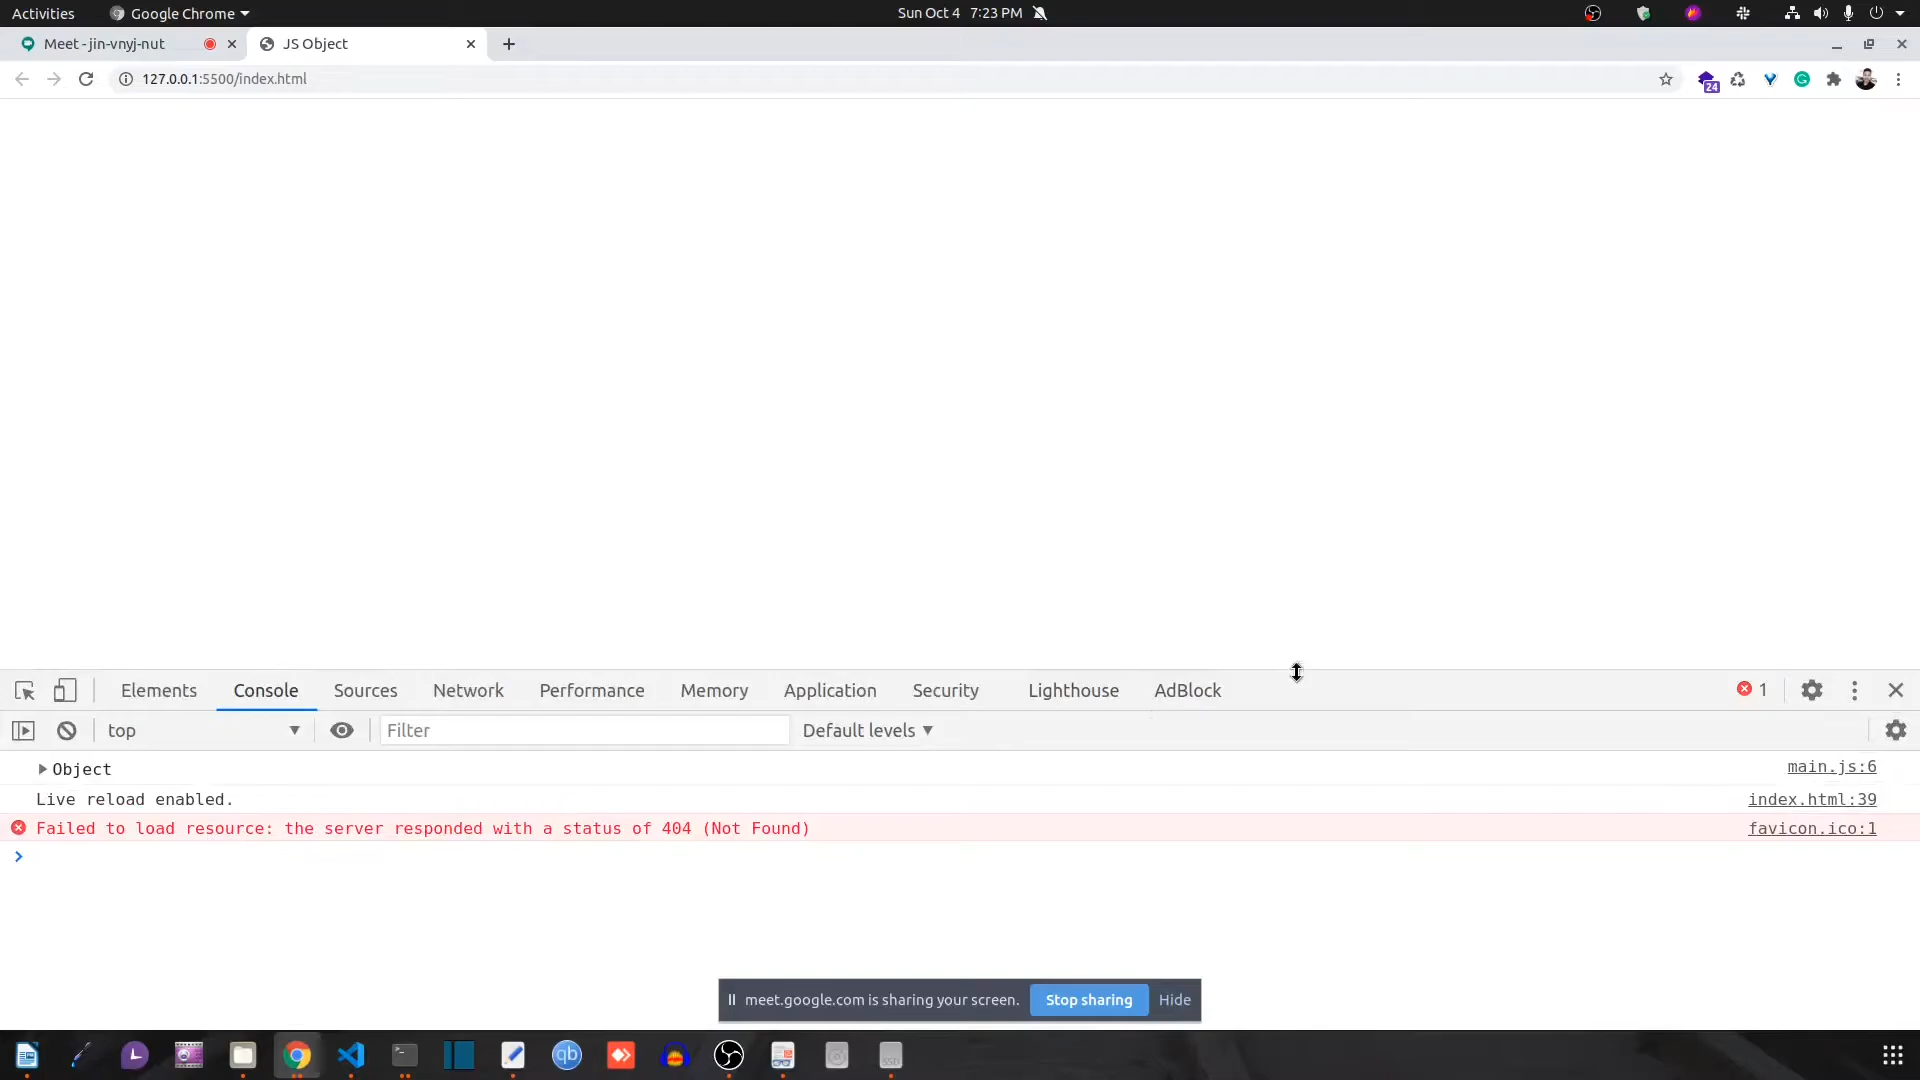 Activities
Google Chrome
Sun Oct 4 7:23 PM
Meet - jin-vnyj-nut
JS Object
127.0.0.1:5500/index.html
24
Elements
Console
Sources
Network
Performance
Memory
Application
Security
Lighthouse
AdBlock
1
top
Filter
Default levels
Object
main.js:6
Live reload enabled.
index.html:39
Failed to load resource: the server responded with a status of 404 (Not Found)
favicon.ico:1
meet.google.com is sharing your screen.
Stop sharing
Hide
qb
SSD